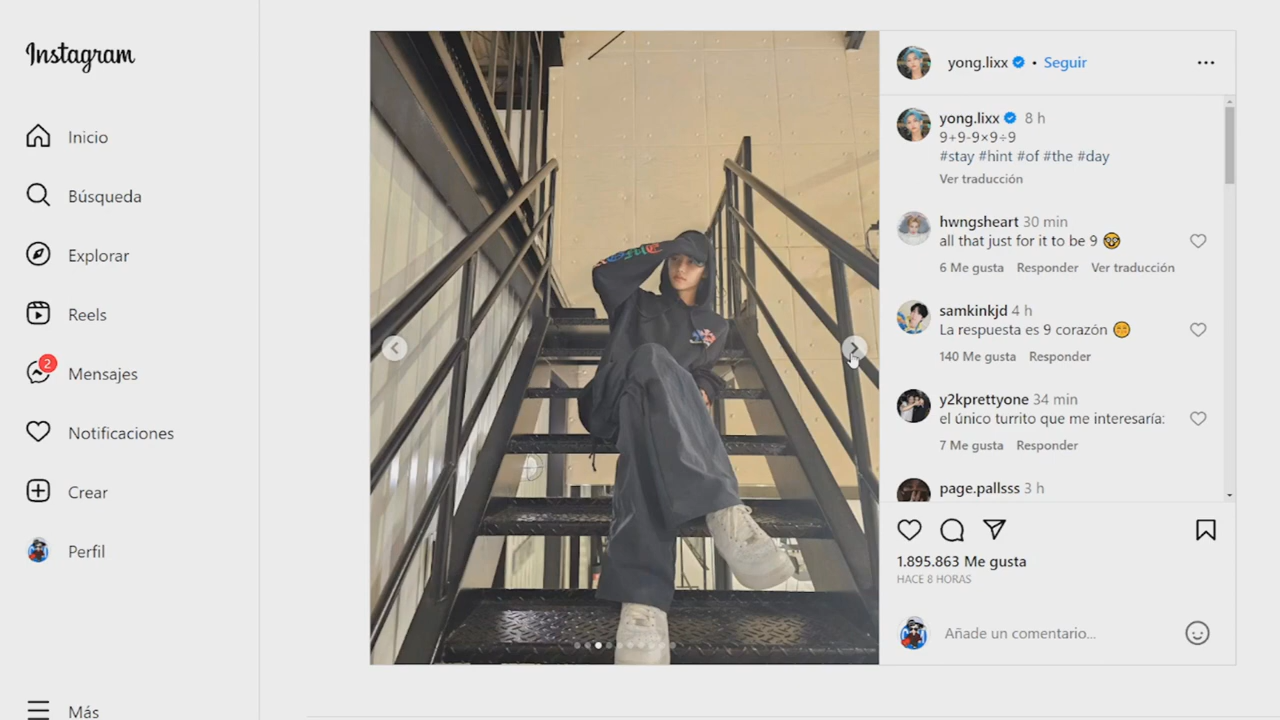 Instagram
Inicio
Búsqueda
Explorar
Reels
2
Mensajes
Notificaciones
Crear
Perfil
Más
yong.lixx • Seguir
yong.lixx 8 h
9+9-9×9÷9
#stay #hint #of #the #day
Ver traducción
hwngsheart 30 min
all that just for it to be 9 🤓
6 Me gusta Responder Ver traducción
samkinkjd 4 h
La respuesta es 9 corazón 😊
140 Me gusta Responder
y2kprettyone 34 min
el único turrito que me interesaría:
7 Me gusta Responder
page.pallsss 3 h
1.895.863 Me gusta
HACE 8 HORAS
Añade un comentario...